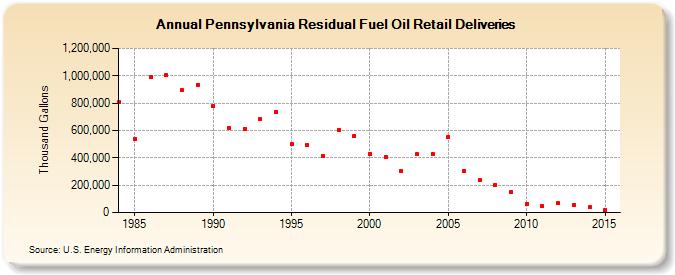 Annual Pennsylvania Residual Fuel Oil Retail Deliveries
Thousand Gallons
1,200,000
1,000,000
800,000
600,000
400,000
200,000
0
1985 1990 1995 2000 2005 2010 2015
Source: U.S. Energy Information Administration